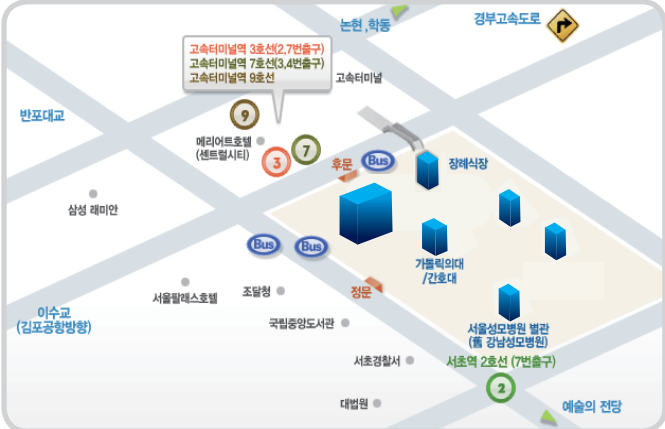 논현,학동
경부고속도로
고속터미널역 3호선(2,7번출구)
고속터미널역 7호선(3,4번출구)
고속터미널역 9호선
고속터미널
반포대교
9
메리어트호텔
(센트럴시티)
3
7
후문
Bus
장례식장
삼성 래미안
Bus
Bus
가톨릭의대
/간호대
서울팔래스호텔
조달청
정문
이수교
(김포공항방향)
국립중앙도서관
서울성모병원 별관
(舊 강남성모병원)
서초경찰서
서초역 2호선 (7번출구)
2
대법원
예술의 전당